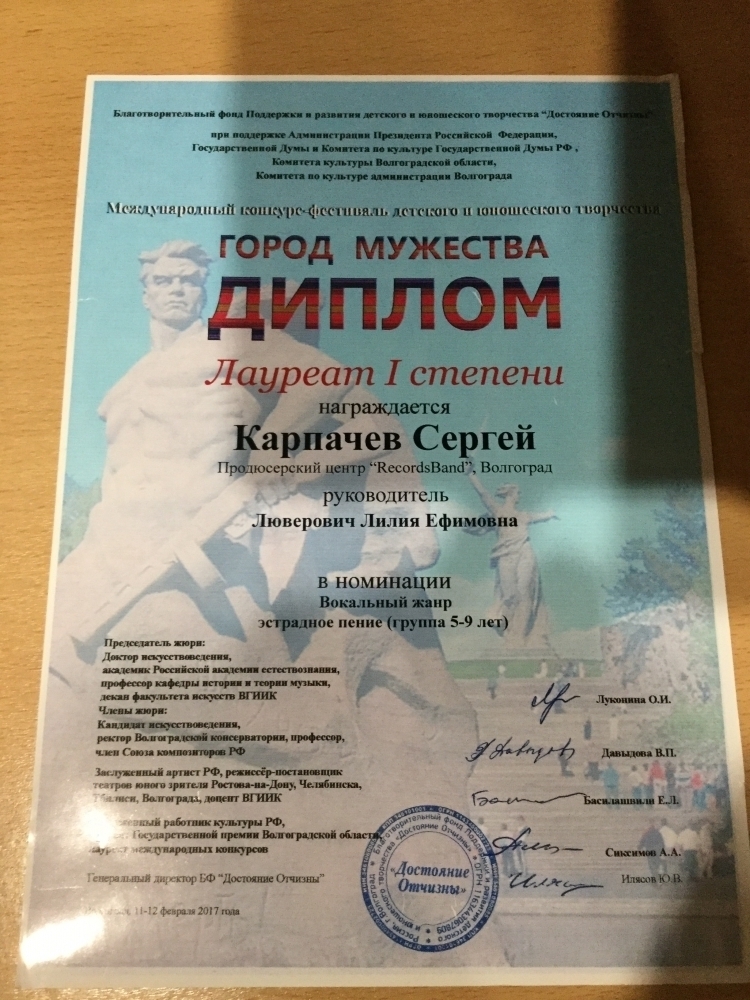 Благотворительный фонд Поддержки и развития детского и юношеского творчества “Достояние Отчизны”
при поддержке Администрации Президента Российской Федерации,
Государственной Думы и Комитета по культуре Государственной Думы РФ ,
Комитета культуры Волгоградской области,
Комитета по культуре администрации Волгограда
Международный конкурс-фестиваль детского и юношеского творчества
ГОРОД МУЖЕСТВА
ДИПЛОМ
Лауреат I степени
награждается
Карпачев Сергей
Продюсерский центр “RecordsBand”, Волгоград
руководитель
Люверович Лилия Ефимовна
в номинации
Вокальный жанр
эстрадное пение (группа 5-9 лет)
Председатель жюри:
Доктор искусствоведения,
академик Российской академии естествознания,
профессор кафедры истории и теории музыки,
декан факультета искусств ВГИИК
Луконина О.И.
Члены жюри:
Кандидат искусствоведения,
ректор Волгоградской консерватории, профессор,
член Союза композиторов РФ
Давыдова В.П.
Заслуженный артист РФ, режиссёр-постановщик
театров юного зрителя Ростова-на-Дону, Челябинска,
Тбилиси, Волгограда, доцент ВГИИК
Басилашвили Е.Л.
работник культуры РФ,
Государственной премии Волгоградской области,
лауреат международных конкурсов
Сиксимов А.А.
Генеральный директор БФ “Достояние Отчизны”
Илясов Ю.В.
11-12 февраля 2017 года
«Достояние
Отчизны»